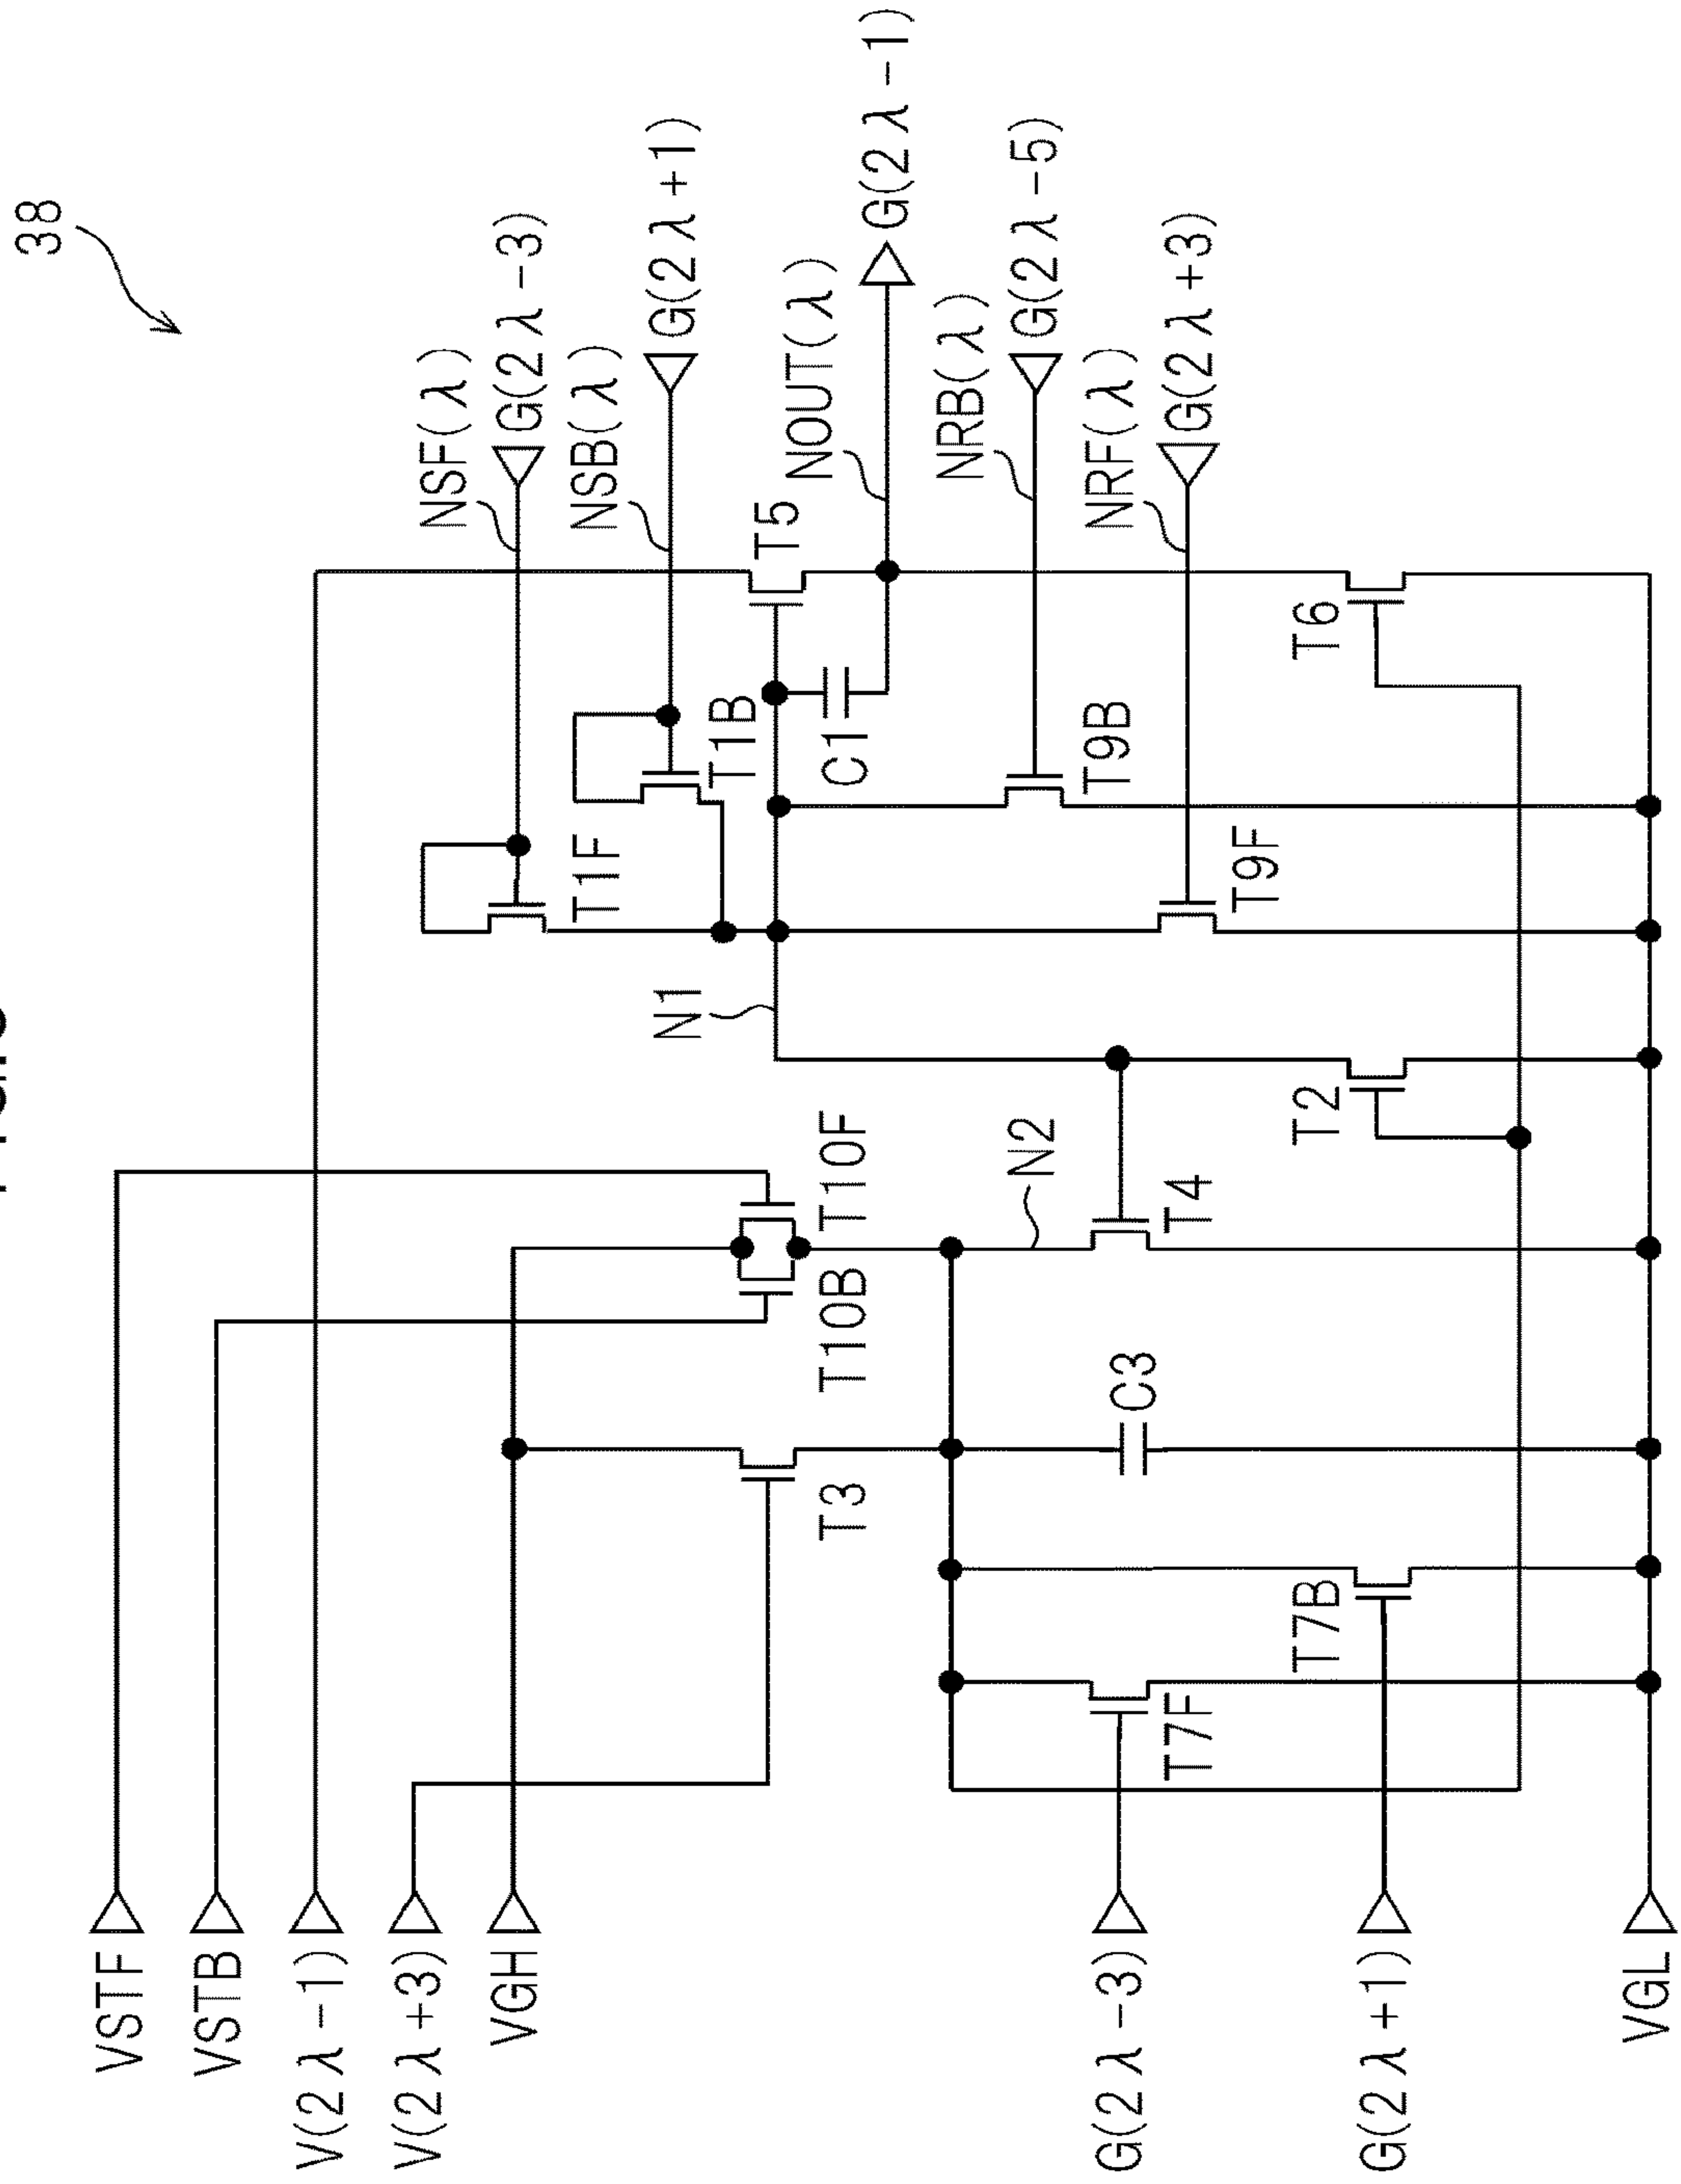 38
NSF(λ)
G(2λ-3)
NSB(λ)
G(2λ+1)
NOUT(λ)
G(2λ-1)
NRB(λ)
G(2λ-5)
NRF(λ)
G(2λ+3)
T5
T1B
T1F
C1
T9B
T9F
T6
N1
N2
T2
T4
T10F
T10B
C3
T3
T7B
T7F
VSTF
VSTB
V(2λ-1)
V(2λ+3)
VGH
G(2λ-3)
G(2λ+1)
VGL